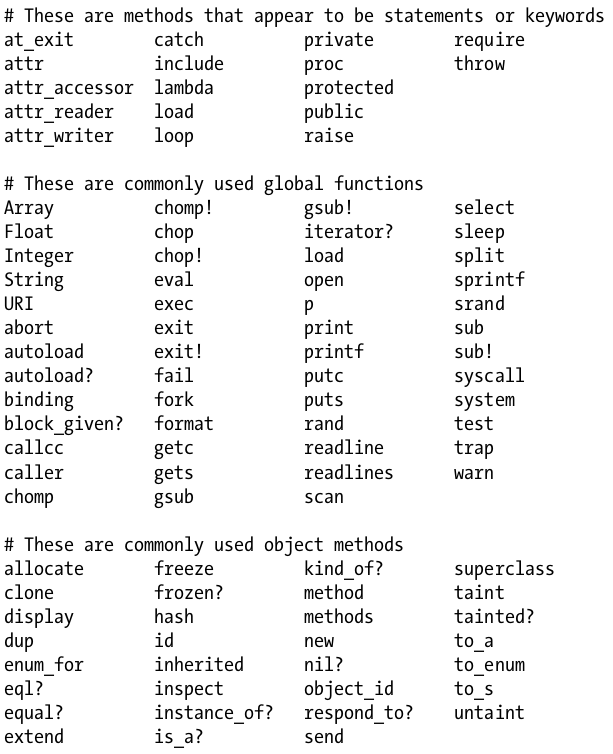 # These are methods that appear to be statements or keywords
at_exit catch private require
attr include proc throw
attr_accessor lambda protected
attr_reader load public
attr_writer loop raise
# These are commonly used global functions
Array chomp! gsub! select
Float chop iterator? sleep
Integer chop! load split
String eval open sprintf
URI exec p srand
abort exit print sub
autoload exit! printf sub!
autoload? fail putc syscall
binding fork puts system
block_given? format rand test
callcc getc readline trap
caller gets readlines warn
chomp gsub scan
# These are commonly used object methods
allocate freeze kind_of? superclass
clone frozen? method taint
display hash methods tainted?
dup id new to_a
enum_for inherited nil? to_enum
eql? inspect object_id to_s
equal? instance_of? respond_to? untaint
extend is_a? send